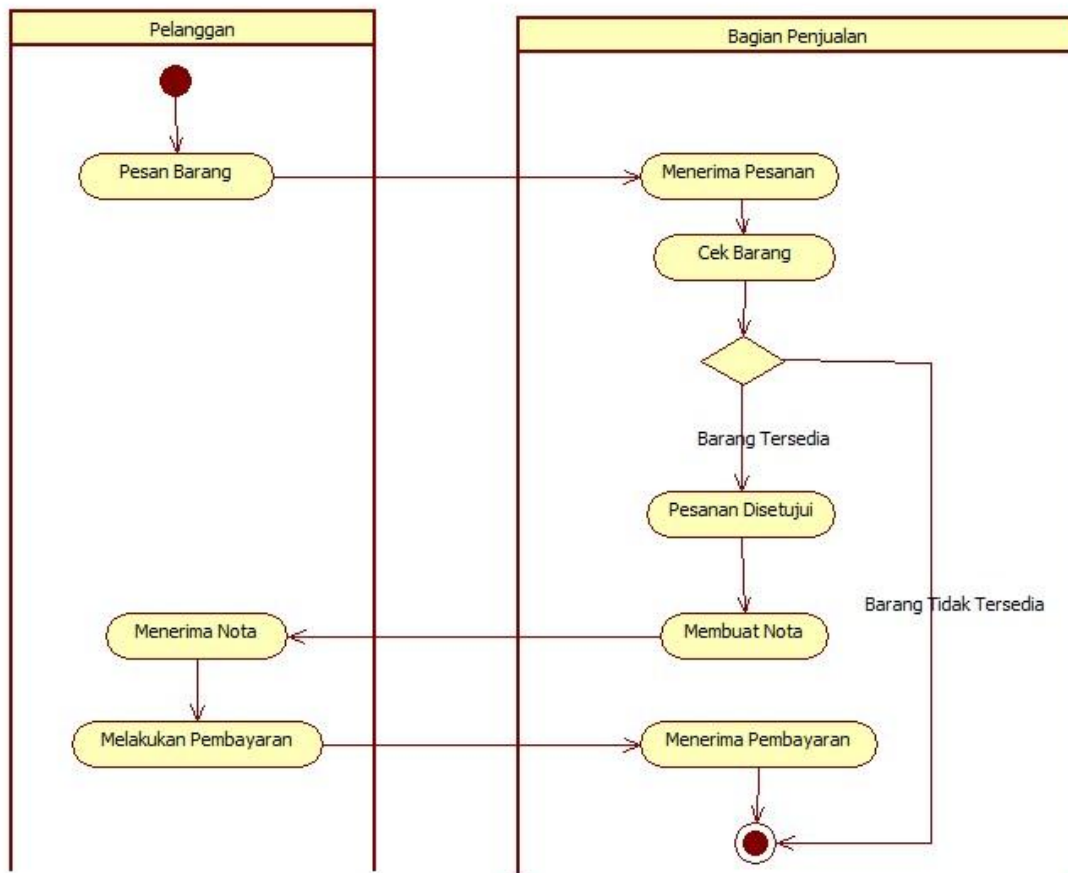 Pelanggan
Bagian Penjualan
Pesan Barang
Menerima Pesanan
Cek Barang
Barang Tersedia
Pesanan Disetujui
Barang Tidak Tersedia
Menerima Nota
Membuat Nota
Melakukan Pembayaran
Menerima Pembayaran